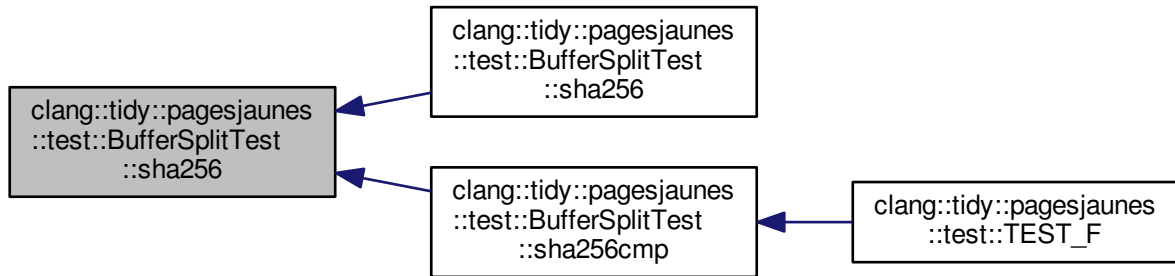 clang::tidy::pagesjaunes
::test::BufferSplitTest
::sha256
clang::tidy::pagesjaunes
::test::BufferSplitTest
::sha256
clang::tidy::pagesjaunes
::test::BufferSplitTest
::sha256cmp
clang::tidy::pagesjaunes
::test::TEST_F